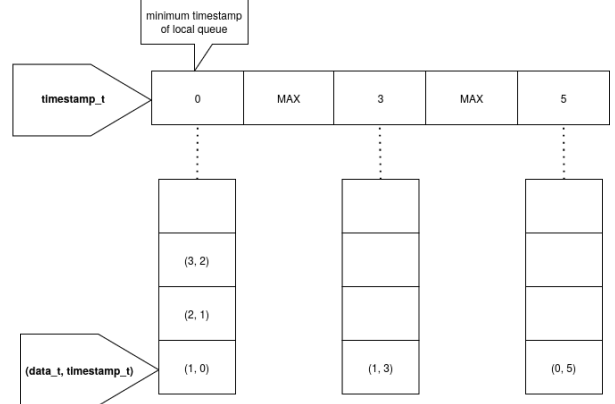 minimum timestamp
of local queue
timestamp_t
0
MAX
3
MAX
5
(3, 2)
(2, 1)
(data_t, timestamp_t)
(1, 0)
(1, 3)
(0, 5)